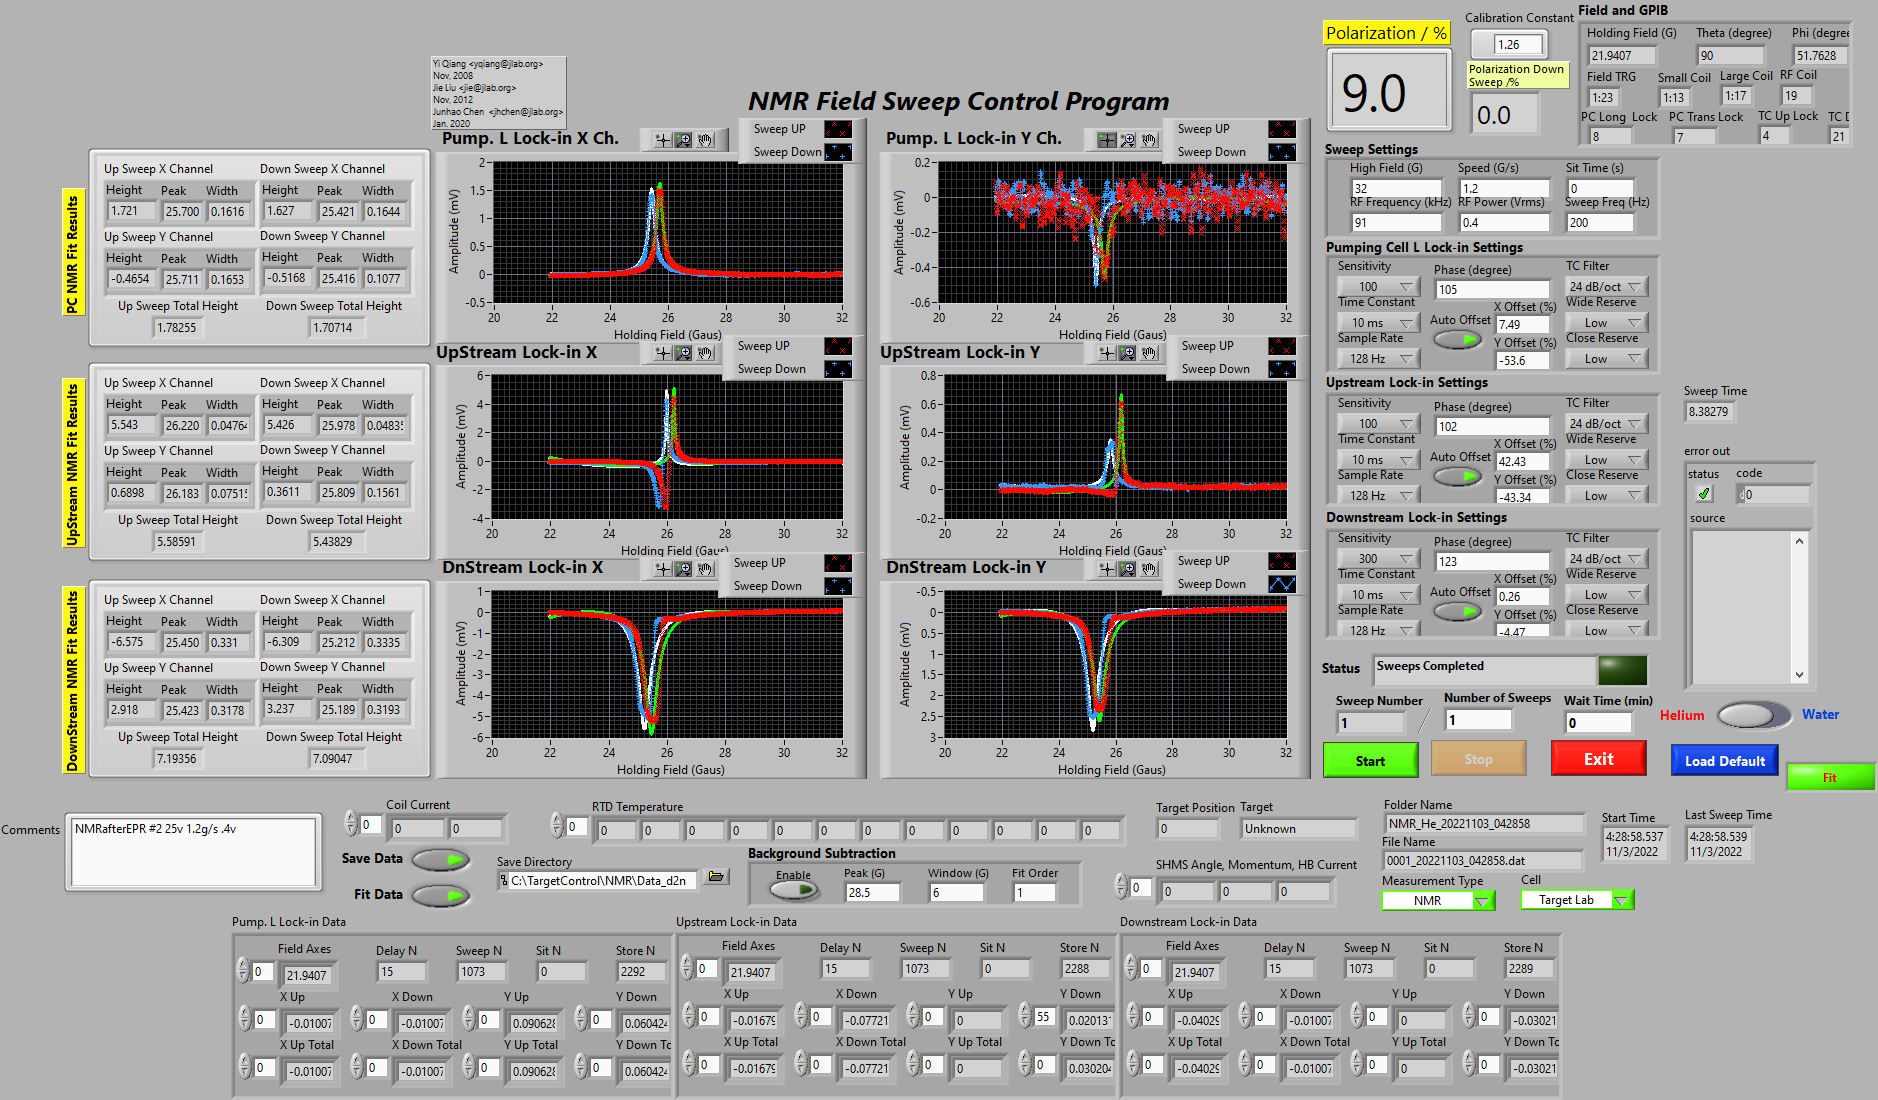 Yi Qiang <yqiang@jlab.org>
Nov, 2008
Jie Liu <jie@jlab.org>
Nov, 2012
Junhao Chen <jhchen@jlab.org>
Jan. 2020
NMR Field Sweep Control Program
Polarization / %
9.0
Calibration Constant
1.26
Polarization Down
Sweep /%
0.0
Field and GPIB
Holding Field (G) Theta (degree) Phi (degree
21.9407 90 51.7628
Field TRG Small Coil Large Coil RF Coil
1:23 1:13 1:17 19
PC Long Lock PC Trans Lock TC Up Lock TC D
8 7 4 21
PC NMR Fit Results
Up Sweep X Channel Down Sweep X Channel
Height Peak Width Height Peak Width
1.721 25.700 0.1616 1.627 25.421 0.1644
Up Sweep Y Channel Down Sweep Y Channel
Height Peak Width Height Peak Width
-0.4654 25.711 0.1653 -0.5168 25.416 0.1077
Up Sweep Total Height Down Sweep Total Height
1.78255 1.70714
UpStream NMR Fit Results
Up Sweep X Channel Down Sweep X Channel
Height Peak Width Height Peak Width
5.543 26.220 0.04764 5.426 25.978 0.0483
Up Sweep Y Channel Down Sweep Y Channel
Height Peak Width Height Peak Width
0.6898 26.183 0.0751 0.3611 25.809 0.1561
Up Sweep Total Height Down Sweep Total Height
5.58591 5.43829
DownStream NMR Fit Results
Up Sweep X Channel Down Sweep X Channel
Height Peak Width Height Peak Width
-6.575 25.450 0.331 -6.309 25.212 0.3335
Up Sweep Y Channel Down Sweep Y Channel
Height Peak Width Height Peak Width
2.918 25.423 0.3178 3.237 25.189 0.3193
Up Sweep Total Height Down Sweep Total Height
7.19356 7.09047
Pump. L Lock-in X Ch.
Sweep UP
Sweep Down
Amplitude (mV)
2
1.5
1
0.5
0
-0.5
20 22 24 26 28 30 32
Holding Field (Gaus)
Pump. L Lock-in Y Ch.
Sweep UP
Sweep Down
Amplitude (mV)
0.2
0
-0.2
-0.4
-0.6
20 22 24 26 28 30 32
Holding Field (Gaus)
UpStream Lock-in X
Sweep UP
Sweep Down
Amplitude (mV)
6
4
2
0
-2
-4
20 22 24 26 28 30 32
Holding Field (Gaus)
UpStream Lock-in Y
Sweep UP
Sweep Down
Amplitude (mV)
0.8
0.6
0.4
0.2
0
-0.2
20 22 24 26 28 30 32
Holding Field (Gaus)
DnStream Lock-in X
Sweep UP
Sweep Down
Amplitude (mV)
1
0
-1
-2
-3
-4
-5
-6
20 22 24 26 28 30 32
Holding Field (Gaus)
DnStream Lock-in Y
Sweep UP
Sweep Down
Amplitude (mV)
-0.5
0
0.5
1
1.5
2
2.5
3
20 22 24 26 28 30 32
Holding Field (Gaus)
Sweep Settings
High Field (G) Speed (G/s) Sit Time (s)
32 1.2 0
RF Frequency (kHz) RF Power (Vrms) Sweep Freq (Hz)
91 0.4 200
Pumping Cell L Lock-in Settings
Sensitivity Phase (degree) TC Filter
100 105 24 dB/oct
Time Constant X Offset (%) Wide Reserve
10 ms Auto Offset 7.49 Low
Sample Rate Y Offset (%) Close Reserve
128 Hz -53.6 Low
Upstream Lock-in Settings
Sensitivity Phase (degree) TC Filter
100 102 24 dB/oct
Time Constant X Offset (%) Wide Reserve
10 ms Auto Offset 42.43 Low
Sample Rate Y Offset (%) Close Reserve
128 Hz -43.34 Low
Downstream Lock-in Settings
Sensitivity Phase (degree) TC Filter
300 123 24 dB/oct
Time Constant X Offset (%) Wide Reserve
10 ms Auto Offset 0.26 Low
Sample Rate Y Offset (%) Close Reserve
128 Hz -4.47 Low
Sweep Time
8.38279
error out
status code
0
source
Status Sweeps Completed
Sweep Number Number of Sweeps Wait Time (min)
1 / 1 0
Helium Water
Start Stop Exit Load Default Fit
Comments
NMRafterEPR #2 25v 1.2g/s .4v
Coil Current
0 0 0
Save Data
Fit Data
RTD Temperature
0 0 0 0 0 0 0 0 0 0 0 0 0
Save Directory
C:\TargetControl\NMR\Data_d2n
Background Subtraction
Enable Peak (G) Window (G) Fit Order
28.5 6 1
Target Position Target
0 Unknown
SHMS Angle, Momentum, HB Current
0 0 0 0
Folder Name
NMR_He_20221103_042858
File Name
0001_20221103_042858.dat
Measurement Type Cell
NMR Target Lab
Start Time Last Sweep Time
4:28:58.537 4:28:58.539
11/3/2022 11/3/2022
Pump. L Lock-in Data
Field Axes Delay N Sweep N Sit N Store N
0 21.9407 15 1073 0 2292
X Up X Down Y Up Y Down
0 -0.01007 0 -0.01007 0 0.090628 0 0.060424
X Up Total X Down Total Y Up Total Y Down To
0 -0.01007 0 -0.01007 0 0.090628 0 0.060424
Upstream Lock-in Data
Field Axes Delay N Sweep N Sit N Store N
0 21.9407 15 1073 0 2288
X Up X Down Y Up Y Down
0 -0.01679 0 -0.07721 0 0 55 0.02013
X Up Total X Down Total Y Up Total Y Down To
0 -0.01679 0 -0.07721 0 0 0 0.030204
Downstream Lock-in Data
Field Axes Delay N Sweep N Sit N Store N
0 21.9407 15 1073 0 2289
X Up X Down Y Up Y Down
0 -0.04029 0 -0.01007 0 0 0 -0.03021
X Up Total X Down Total Y Up Total Y Down To
0 -0.04029 0 -0.01007 0 0 0 -0.03021